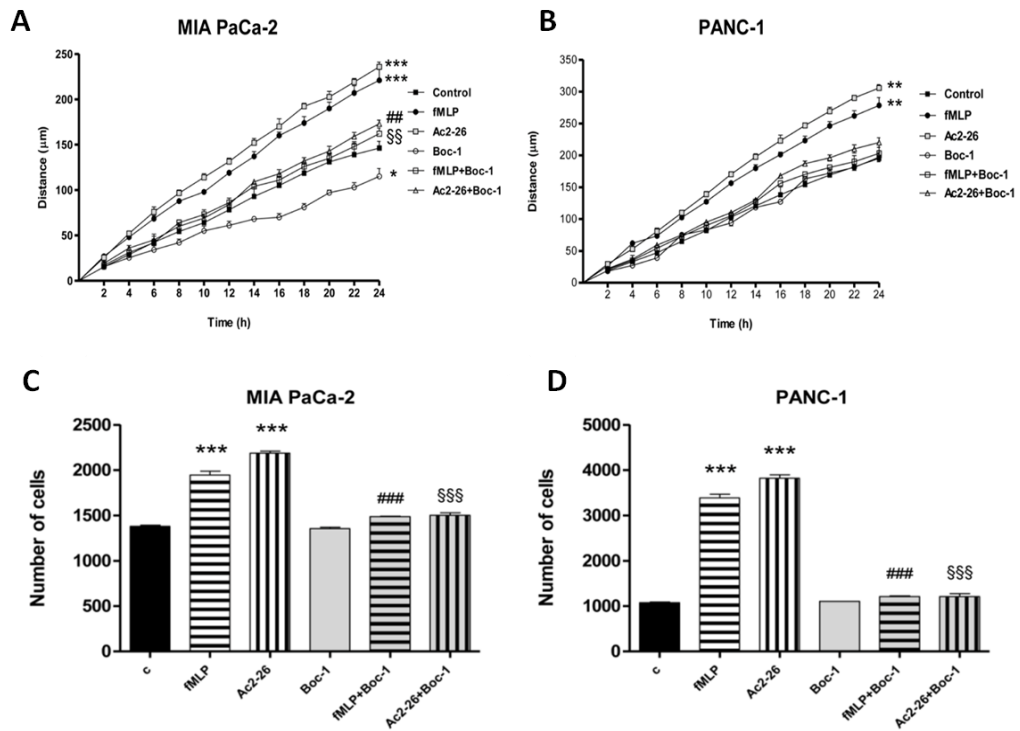 A
MIA PaCa-2
Distance (µm)
250
200
150
100
50
0
2 4 6 8 10 12 14 16 18 20 22 24
Time (h)
***
***
##
§§
*
Control
fMLP
Ac2-26
Boc-1
fMLP+Boc-1
Ac2-26+Boc-1
B
PANC-1
Distance (µm)
350
300
250
200
150
100
50
0
2 4 6 8 10 12 14 16 18 20 22 24
Time (h)
**
**
Control
fMLP
Ac2-26
Boc-1
fMLP+Boc-1
Ac2-26+Boc-1
C
MIA PaCa-2
Number of cells
2500
2000
1500
1000
500
0
*** *** ### §§§
c fMLP Ac2-26 Boc-1 fMLP+Boc-1 Ac2-26+Boc-1
D
PANC-1
Number of cells
5000
4000
3000
2000
1000
0
*** *** ### §§§
c fMLP Ac2-26 Boc-1 fMLP+Boc-1 Ac2-26+Boc-1